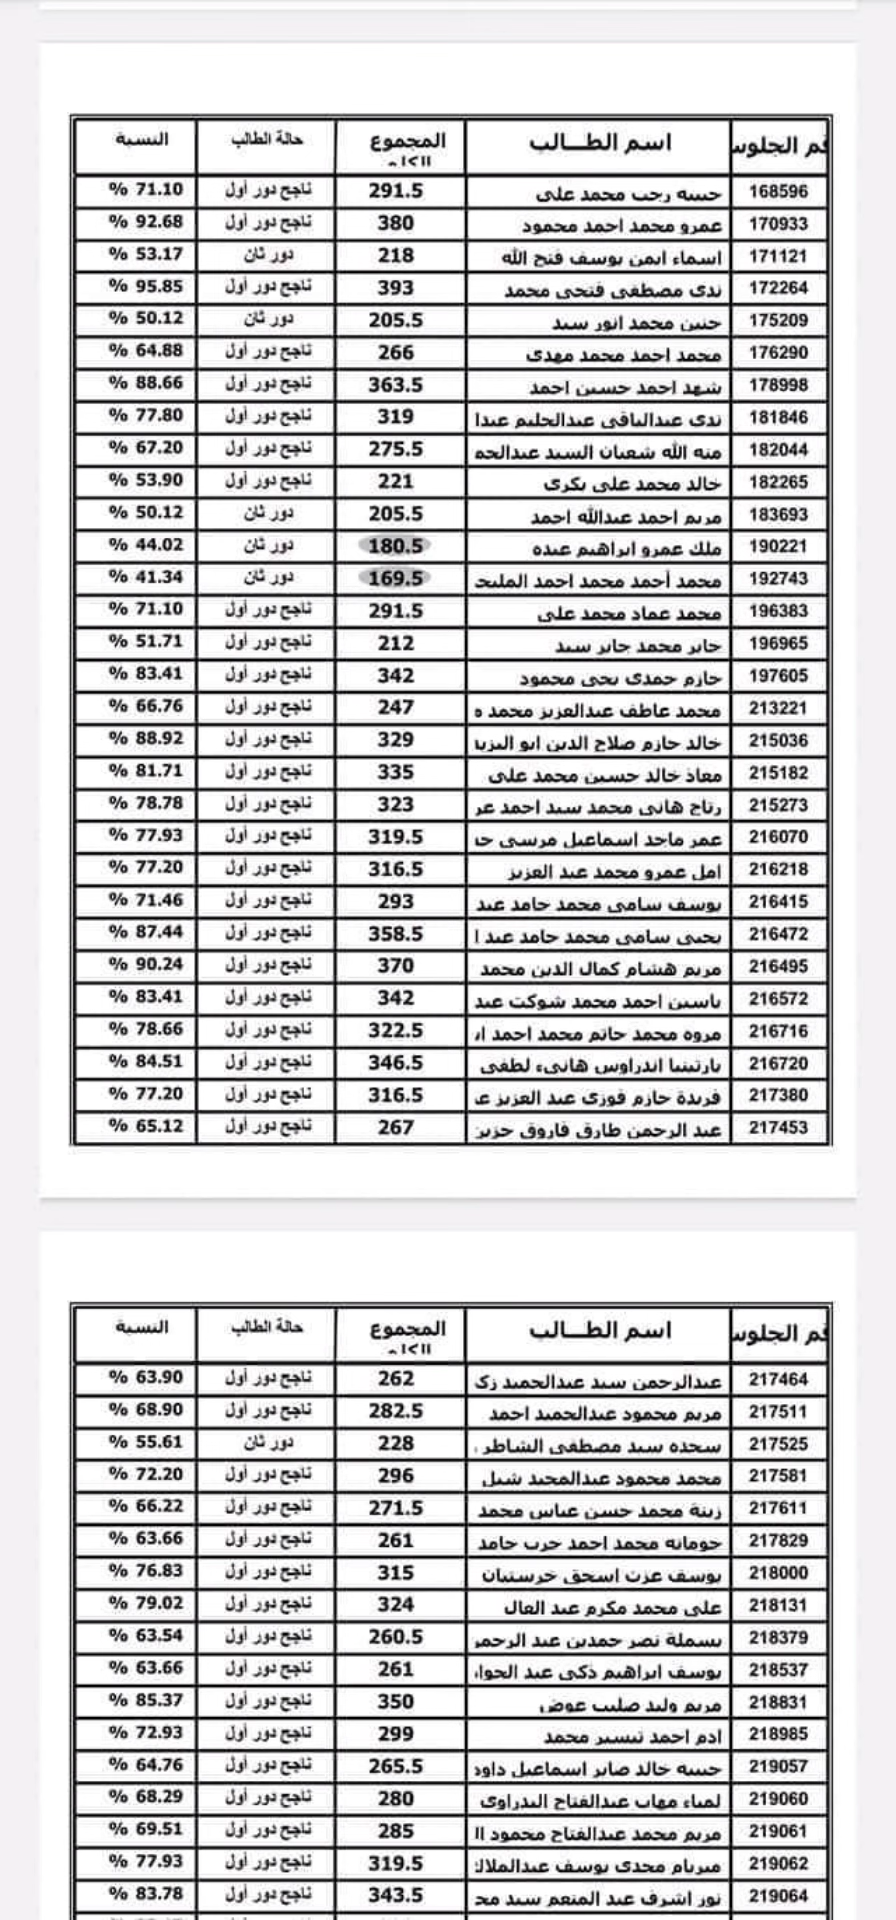 قم الجلوس اسم الطـــالب المجموع حالة الطالب النسبة
168596 حبيبه رجب محمد على 291.5 ناجح دور أول 71.10 %
170933 عمرو محمد احمد محمود 380 ناجح دور أول 92.68 %
171121 اسماء ايمن يوسف فتح الله 218 دور ثان 53.17 %
172264 ندى مصطفى فتحى محمد 393 ناجح دور أول 95.85 %
175209 حنين محمد انور سيد 205.5 دور ثان 50.12 %
176290 محمد احمد محمد مهدى 266 ناجح دور أول 64.88 %
178998 شهد احمد حسين احمد 363.5 ناجح دور أول 88.66 %
181846 ندى عبدالباقى عبدالحليم عبدا 319 ناجح دور أول 77.80 %
182044 منه الله شعبان السيد عبدالحم 275.5 ناجح دور أول 67.20 %
182265 خالد محمد على بكرى 221 ناجح دور أول 53.90 %
183693 مريم احمد عبدالله احمد 205.5 دور ثان 50.12 %
190221 ملك عمرو ابراهيم عبده 180.5 دور ثان 44.02 %
192743 محمد أحمد محمد احمد المليجـ 169.5 دور ثان 41.34 %
196383 محمد عماد محمد على 291.5 ناجح دور أول 71.10 %
196965 جابر محمد جابر سيد 212 ناجح دور أول 51.71 %
197605 حازم حمدى يحى محمود 342 ناجح دور أول 83.41 %
213221 محمد عاطف عبدالعزيز محمد م 247 ناجح دور أول 66.76 %
215036 خالد حازم صلاح الدين ابو اليزيد 329 ناجح دور أول 88.92 %
215182 معاذ خالد حسين محمد على 335 ناجح دور أول 81.71 %
215273 رتاج هانى محمد سيد احمد عر 323 ناجح دور أول 78.78 %
216070 عمر ماجد اسماعيل مرسى حـ 319.5 ناجح دور أول 77.93 %
216218 امل عمرو محمد عبد العزيز 316.5 ناجح دور أول 77.20 %
216415 يوسف سامى محمد حامد عبد 293 ناجح دور أول 71.46 %
216472 يحيى سامى محمد حامد عبد ا 358.5 ناجح دور أول 87.44 %
216495 مريم هشام كمال الدين محمد 370 ناجح دور أول 90.24 %
216572 ياسين احمد محمد شوكت عبد 342 ناجح دور أول 83.41 %
216716 مروه محمد حاتم محمد احمد 322.5 ناجح دور أول 78.66 %
216720 بارتينيا اندراوس هانىء لطفى 346.5 ناجح دور أول 84.51 %
217380 فريدة حازم فوزى عبد العزيز عـ 316.5 ناجح دور أول 77.20 %
217453 عبد الرحمن طارق فاروق حزين 267 ناجح دور أول 65.12 %
قم الجلوس اسم الطـــالب المجموع حالة الطالب النسبة
217464 عبدالرحمن سيد عبدالحميد زك 262 ناجح دور أول 63.90 %
217511 مريم محمود عبدالحميد احمد 282.5 ناجح دور أول 68.90 %
217525 سجده سيد مصطفى الشاطر 228 دور ثان 55.61 %
217581 محمد محمود عبدالمجيد شبل 296 ناجح دور أول 72.20 %
217611 زينة محمد حسن عباس محمد 271.5 ناجح دور أول 66.22 %
217829 جومانه محمد احمد حرب حامد 261 ناجح دور أول 63.66 %
218000 يوسف عزت اسحق خرستيان 315 ناجح دور أول 76.83 %
218131 على محمد مكرم عبد العال 324 ناجح دور أول 79.02 %
218379 بسملة نصر حمدين عبد الرحمن 260.5 ناجح دور أول 63.54 %
218537 يوسف ابراهيم ذكى عبد الجوا 261 ناجح دور أول 63.66 %
218831 مريم وليد صليب عوض 350 ناجح دور أول 85.37 %
218985 ادم احمد تيسير محمد 299 ناجح دور أول 72.93 %
219057 حبيبه خالد صابر اسماعيل داود 265.5 ناجح دور أول 64.76 %
219060 لمياء مهاب عبدالفتاح البدراوى 280 ناجح دور أول 68.29 %
219061 مريم محمد عبدالفتاح محمود ال 285 ناجح دور أول 69.51 %
219062 ميريام مجدى يوسف عبدالملاك 319.5 ناجح دور أول 77.93 %
219064 نور اشرف عبد المنعم سيد محـ 343.5 ناجح دور أول 83.78 %